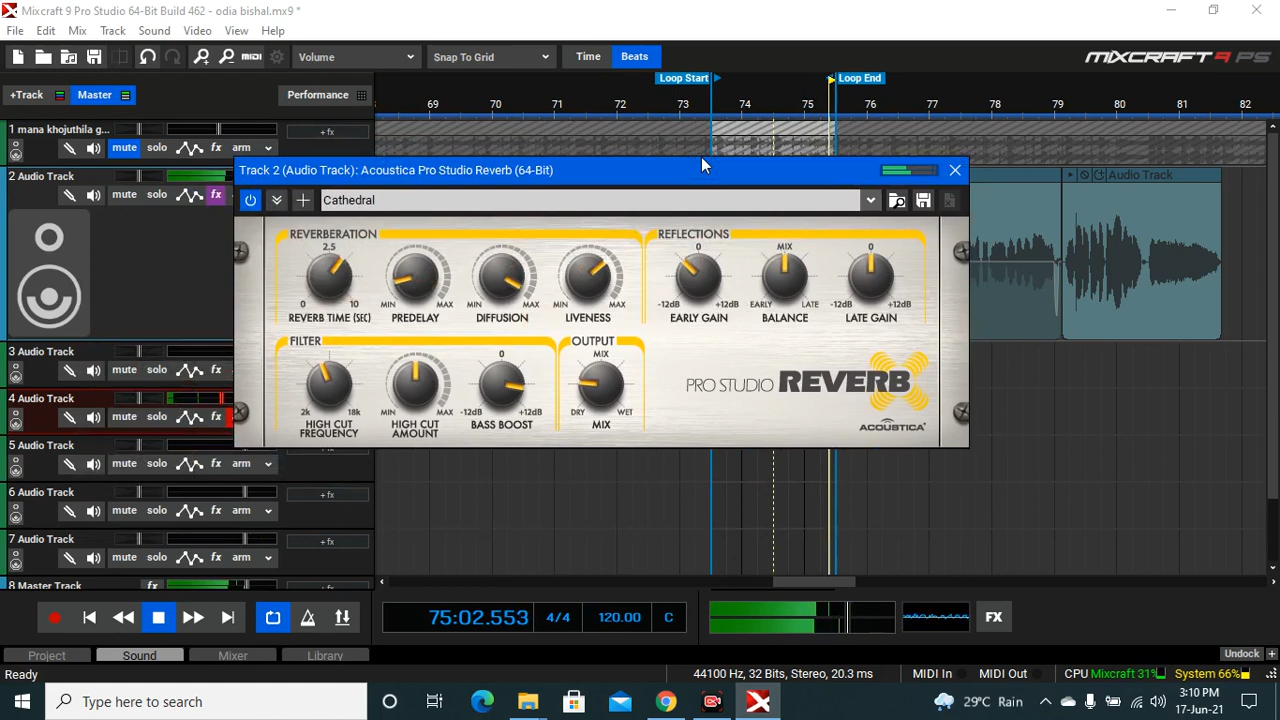 Mixcraft 9 Pro Studio 64-Bit Build 462 - odia bishal.mx9 *
File Edit Mix Track Sound Video View Help
MIDI Volume Snap To Grid Time Beats MIXCRAFT 9 PS
Loop Start Loop End
+Track Master Performance
69 70 71 72 73 74 75 76 77 78 79 80 81 82
1 mana khojuthila g... +fx
mute solo fx arm
2 Audio Track
mute solo fx
Track 2 (Audio Track): Acoustica Pro Studio Reverb (64-Bit)
Audio Track
Cathedral
REVERBERATION REFLECTIONS
2.5 0 MIX 0
0 10 MIN MAX MIN MAX MIN MAX -12dB +12dB EARLY LATE -12dB +12dB
REVERB TIME (SEC) PREDELAY DIFFUSION LIVENESS EARLY GAIN BALANCE LATE GAIN
FILTER OUTPUT
0 MIX
2k 18k MIN MAX -12dB +12dB DRY WET
HIGH CUT FREQUENCY HIGH CUT AMOUNT BASS BOOST MIX
PRO STUDIO REVERB
ACOUSTICA
3 Audio Track
mute solo
4 Audio Track
mute solo fx
5 Audio Track
mute solo fx arm
6 Audio Track +fx
mute solo fx arm
7 Audio Track +fx
mute solo fx arm
8 Master Track fx
75:02.553 4/4 120.00 C FX
Project Sound Mixer Library Undock
Ready 44100 Hz, 32 Bits, Stereo, 20.3 ms MIDI In MIDI Out CPU Mixcraft 31% System 66%
Type here to search 29°C Rain 3:10 PM
17-Jun-21